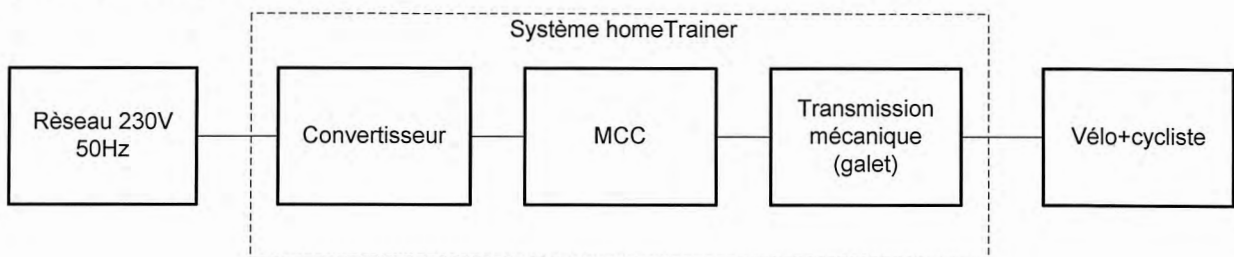 Système homeTrainer
Rèseau 230V
50Hz
Convertisseur
MCC
Transmission
mécanique
(galet)
Vélo+cycliste